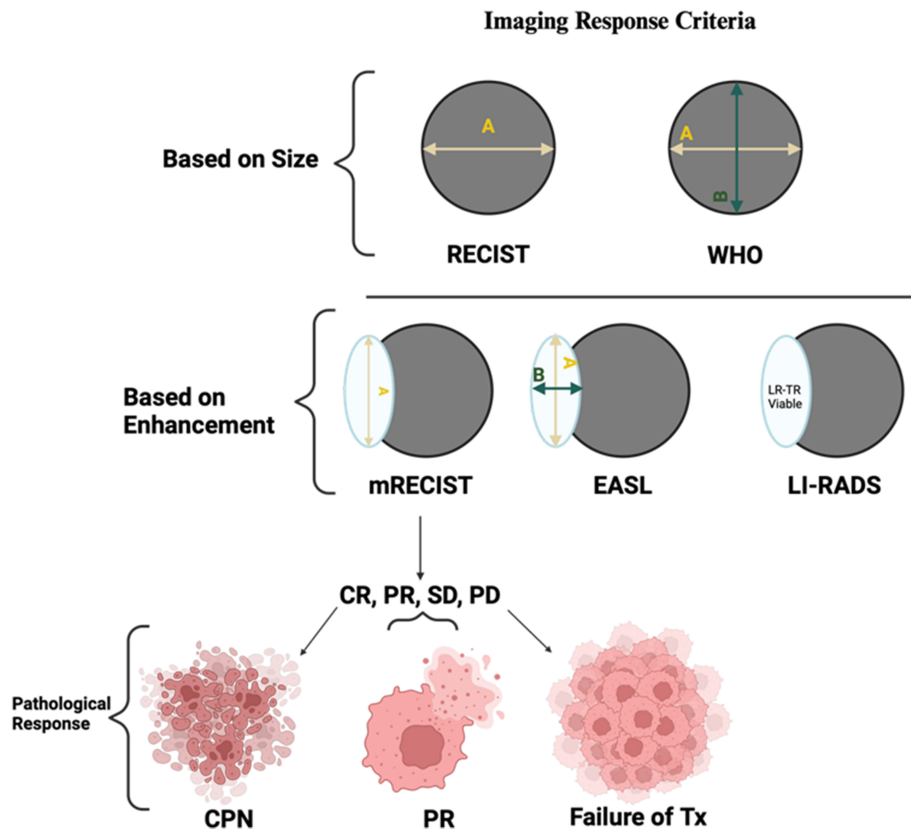 Imaging Response Criteria
Based on Size
A
A
B
RECIST
WHO
Based on
Enhancement
A
B
A
LR-TR
Viable
mRECIST
EASL
LI-RADS
CR, PR, SD, PD
Pathological
Response
CPN
PR
Failure of Tx